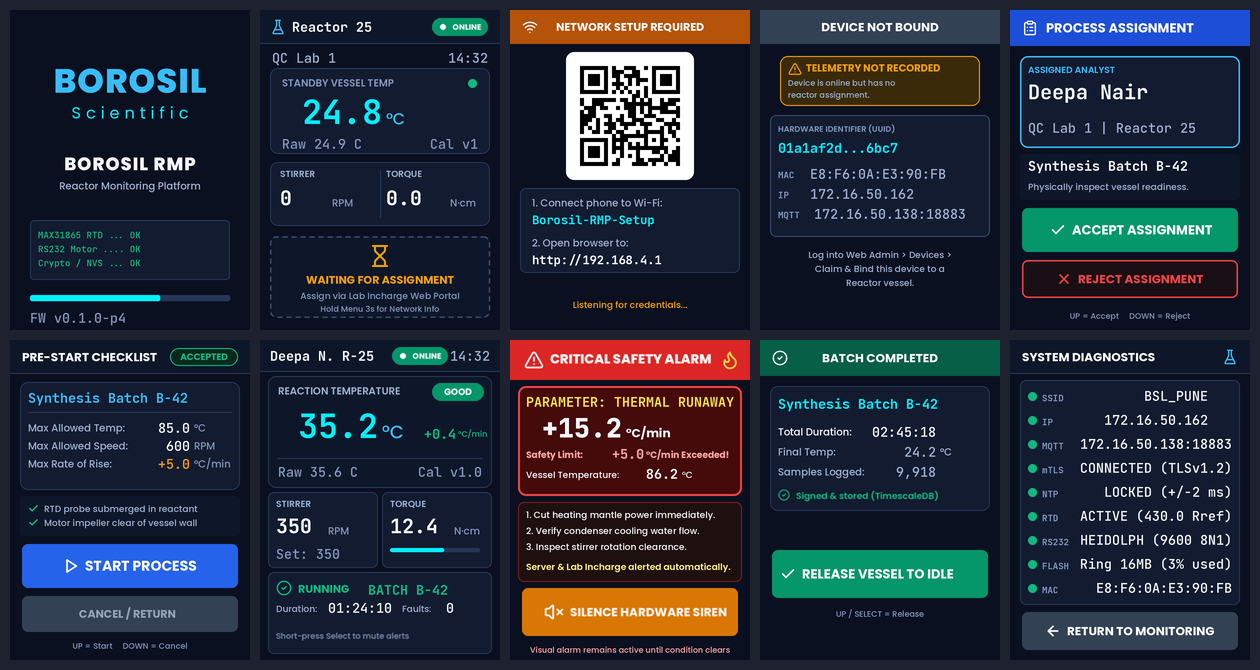 BOROSIL
Scientific
BOROSIL RMP
Reactor Monitoring Platform
MAX31865 RTD ... OK
RS232 Motor .... OK
Crypto / NVS ... OK
FW v0.1.0-p4
Reactor 25
ONLINE
QC Lab 1 14:32
STANDBY VESSEL TEMP
24.8 °C
Raw 24.9 C Cal v1
STIRRER TORQUE
0 RPM 0.0 N·cm
WAITING FOR ASSIGNMENT
Assign via Lab Incharge Web Portal
Hold Menu 3s for Network Info
NETWORK SETUP REQUIRED
1. Connect phone to Wi-Fi:
Borosil-RMP-Setup
2. Open browser to:
http://192.168.4.1
Listening for credentials...
DEVICE NOT BOUND
TELEMETRY NOT RECORDED
Device is online but has no
reactor assignment.
HARDWARE IDENTIFIER (UUID)
01a1af2d...6bc7
MAC E8:F6:0A:E3:90:FB
IP 172.16.50.162
MQTT 172.16.50.138:18883
Log into Web Admin > Devices >
Claim & Bind this device to a
Reactor vessel.
PROCESS ASSIGNMENT
ASSIGNED ANALYST
Deepa Nair
QC Lab 1 | Reactor 25
Synthesis Batch B-42
Physically inspect vessel readiness.
ACCEPT ASSIGNMENT
REJECT ASSIGNMENT
UP = Accept DOWN = Reject
PRE-START CHECKLIST ACCEPTED
Synthesis Batch B-42
Max Allowed Temp: 85.0 °C
Max Allowed Speed: 600 RPM
Max Rate of Rise: +5.0 °C/min
RTD probe submerged in reactant
Motor impeller clear of vessel wall
START PROCESS
CANCEL / RETURN
UP = Start DOWN = Cancel
Deepa N. R-25 ONLINE 14:32
REACTION TEMPERATURE GOOD
35.2 °C +0.4 °C/min
Raw 35.6 C Cal v1.0
STIRRER TORQUE
350 RPM 12.4 N·cm
Set: 350
RUNNING BATCH B-42
Duration: 01:24:10 Faults: 0
Short-press Select to mute alerts
CRITICAL SAFETY ALARM
PARAMETER: THERMAL RUNAWAY
+15.2 °C/min
Safety Limit: +5.0 °C/min Exceeded!
Vessel Temperature: 86.2 °C
1. Cut heating mantle power immediately.
2. Verify condenser cooling water flow.
3. Inspect stirrer rotation clearance.
Server & Lab Incharge alerted automatically.
SILENCE HARDWARE SIREN
Visual alarm remains active until condition clears
BATCH COMPLETED
Synthesis Batch B-42
Total Duration: 02:45:18
Final Temp: 24.2 °C
Samples Logged: 9,918
Signed & stored (TimescaleDB)
RELEASE VESSEL TO IDLE
UP / SELECT = Release
SYSTEM DIAGNOSTICS
SSID BSL_PUNE
IP 172.16.50.162
MQTT 172.16.50.138:18883
mTLS CONNECTED (TLSv1.2)
NTP LOCKED (+/-2 ms)
RTD ACTIVE (430.0 Rref)
RS232 HEIDOLPH (9600 8N1)
FLASH Ring 16MB (3% used)
MAC E8:F6:0A:E3:90:FB
RETURN TO MONITORING